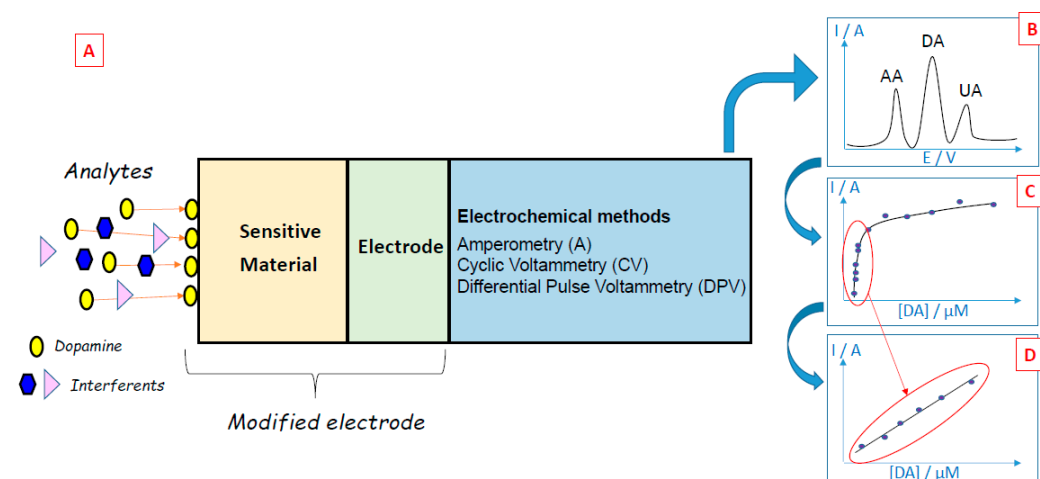 A
Analytes
Dopamine
Interferents
Sensitive
Material
Electrode
Electrochemical methods
Amperometry (A)
Cyclic Voltammetry (CV)
Differential Pulse Voltammetry (DPV)
Modified electrode
B
I / A
DA
AA
UA
E / V
C
I / A
[DA] / μM
D
I / A
[DA] / μM